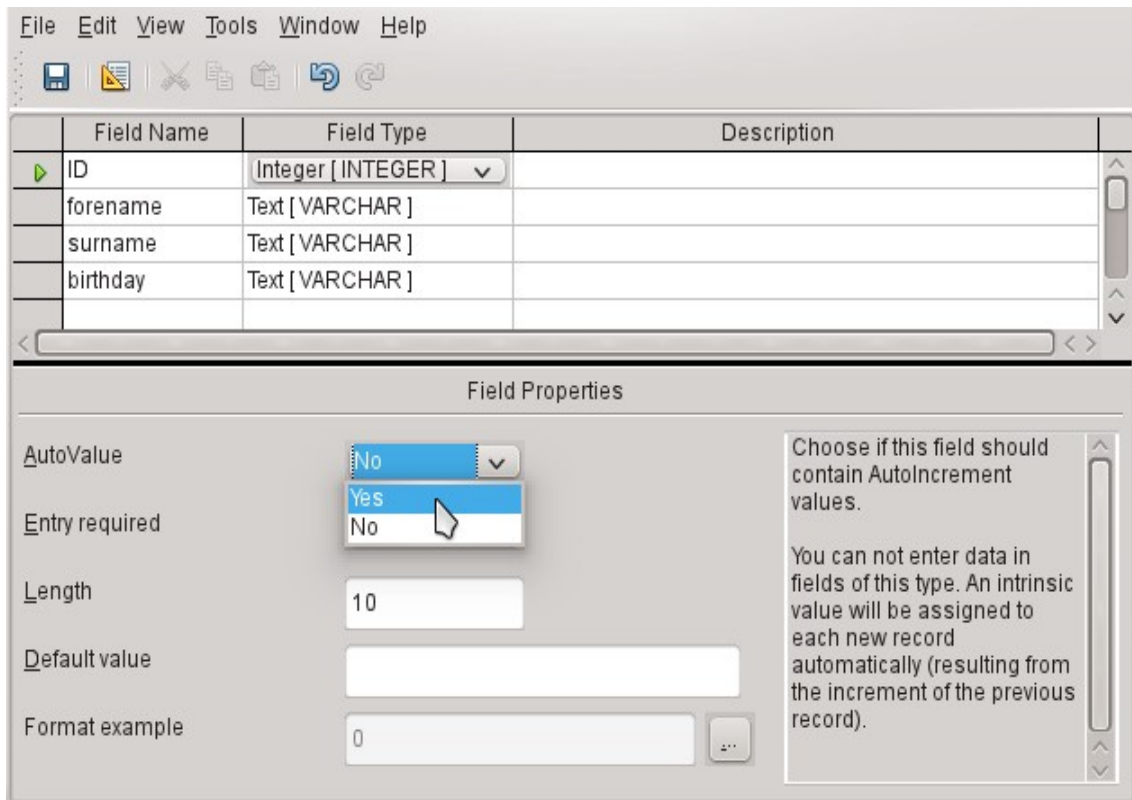 File Edit View Tools Window Help
Field Name Field Type Description
ID Integer [ INTEGER ]
forename Text [ VARCHAR ]
surname Text [ VARCHAR ]
birthday Text [ VARCHAR ]
Field Properties
AutoValue No
Yes
No
Entry required
Length 10
Default value
Format example 0 ...
Choose if this field should
contain AutoIncrement
values.
You can not enter data in
fields of this type. An intrinsic
value will be assigned to
each new record
automatically (resulting from
the increment of the previous
record).